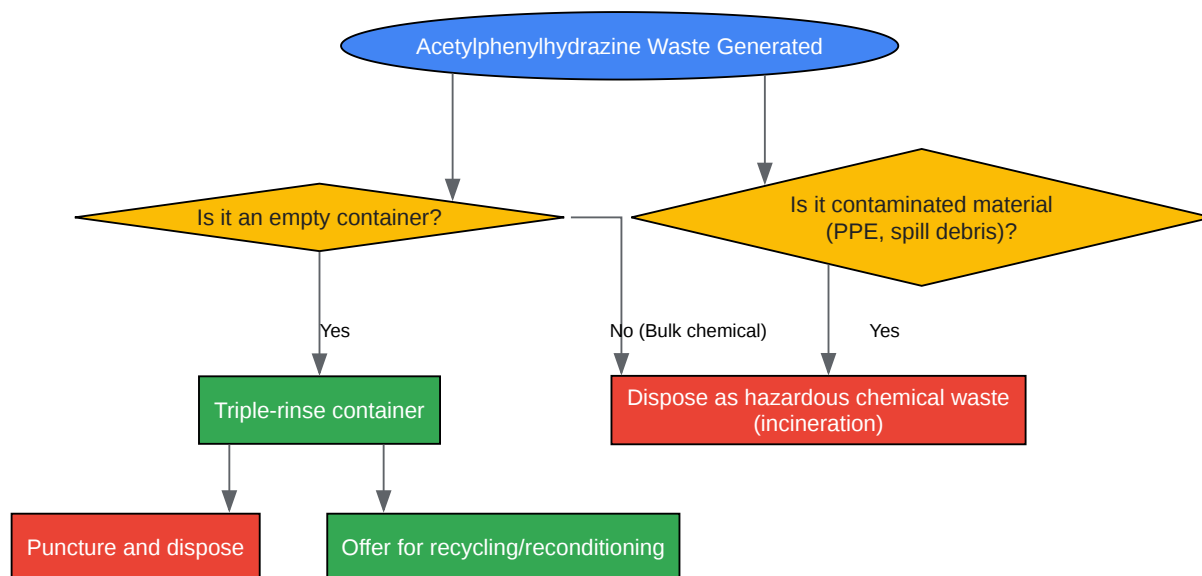 Acetylphenylhydrazine Waste Generated
Is it an empty container?
Is it contaminated material
(PPE, spill debris)?
Yes
No (Bulk chemical)
Yes
Triple-rinse container
Dispose as hazardous chemical waste
(incineration)
Puncture and dispose
Offer for recycling/reconditioning